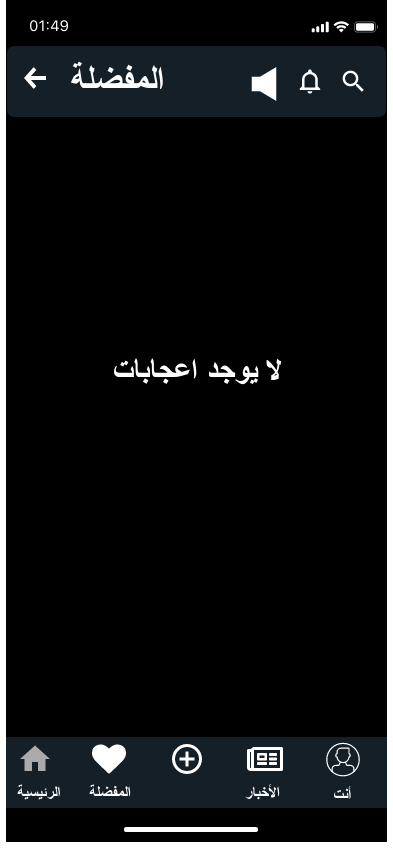 01:49
المفضلة
لا يوجد اعجابات
الرئيسية
المفضلة
الأخبار
أنت